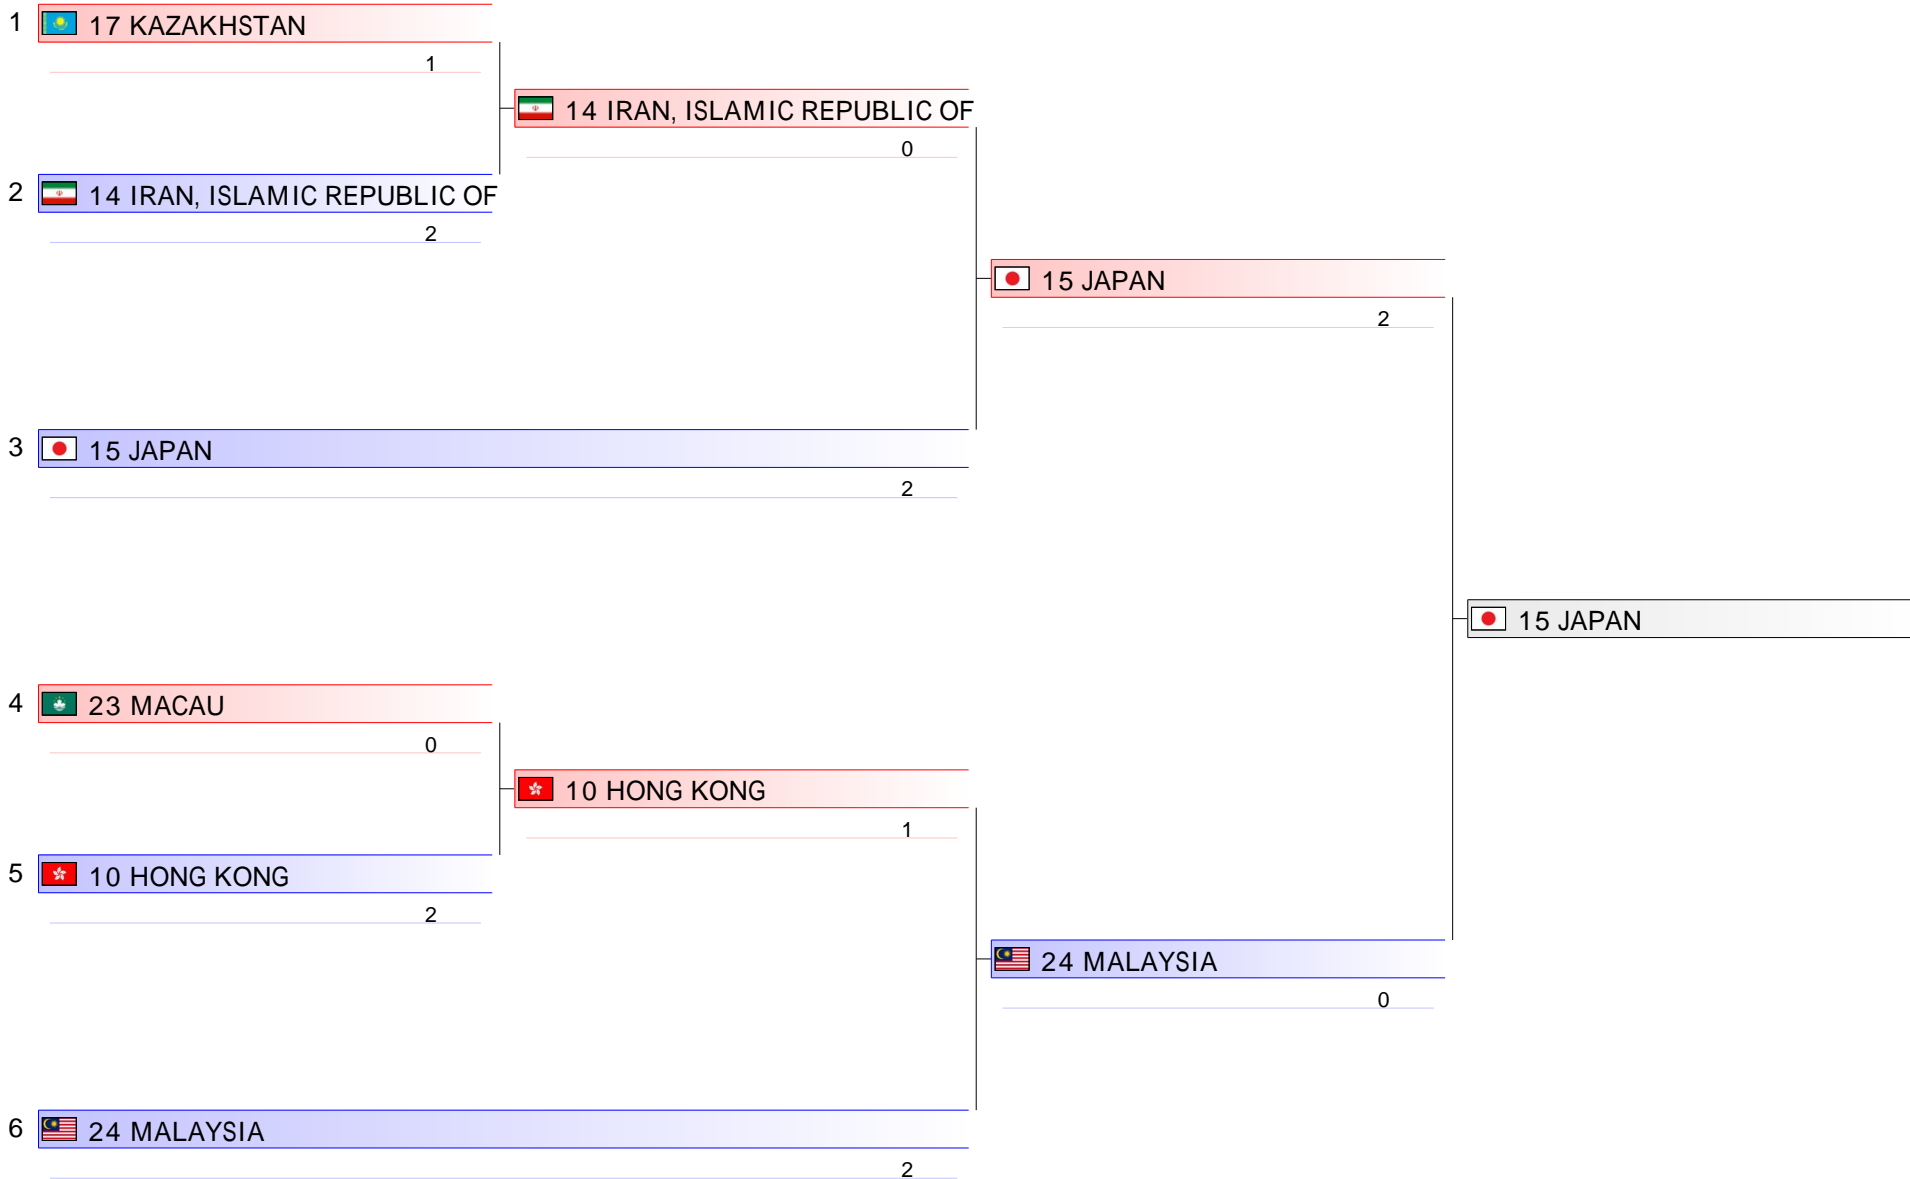 1 17 KAZAKHSTAN
1
14 IRAN, ISLAMIC REPUBLIC OF
0
2 14 IRAN, ISLAMIC REPUBLIC OF
2
15 JAPAN
2
3 15 JAPAN
2
15 JAPAN
4 23 MACAU
0
10 HONG KONG
1
5 10 HONG KONG
2
24 MALAYSIA
0
6 24 MALAYSIA
2